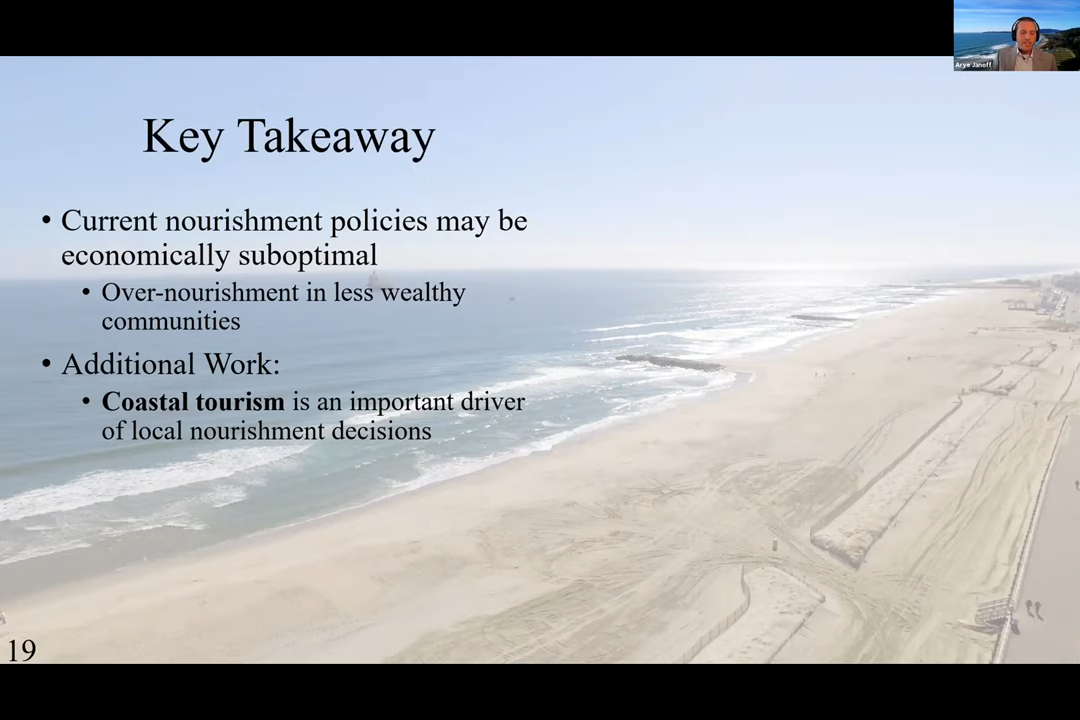 Arye Janoff
Key Takeaway
• Current nourishment policies may be
economically suboptimal
• Over-nourishment in less wealthy
communities
• Additional Work:
• Coastal tourism is an important driver
of local nourishment decisions
19